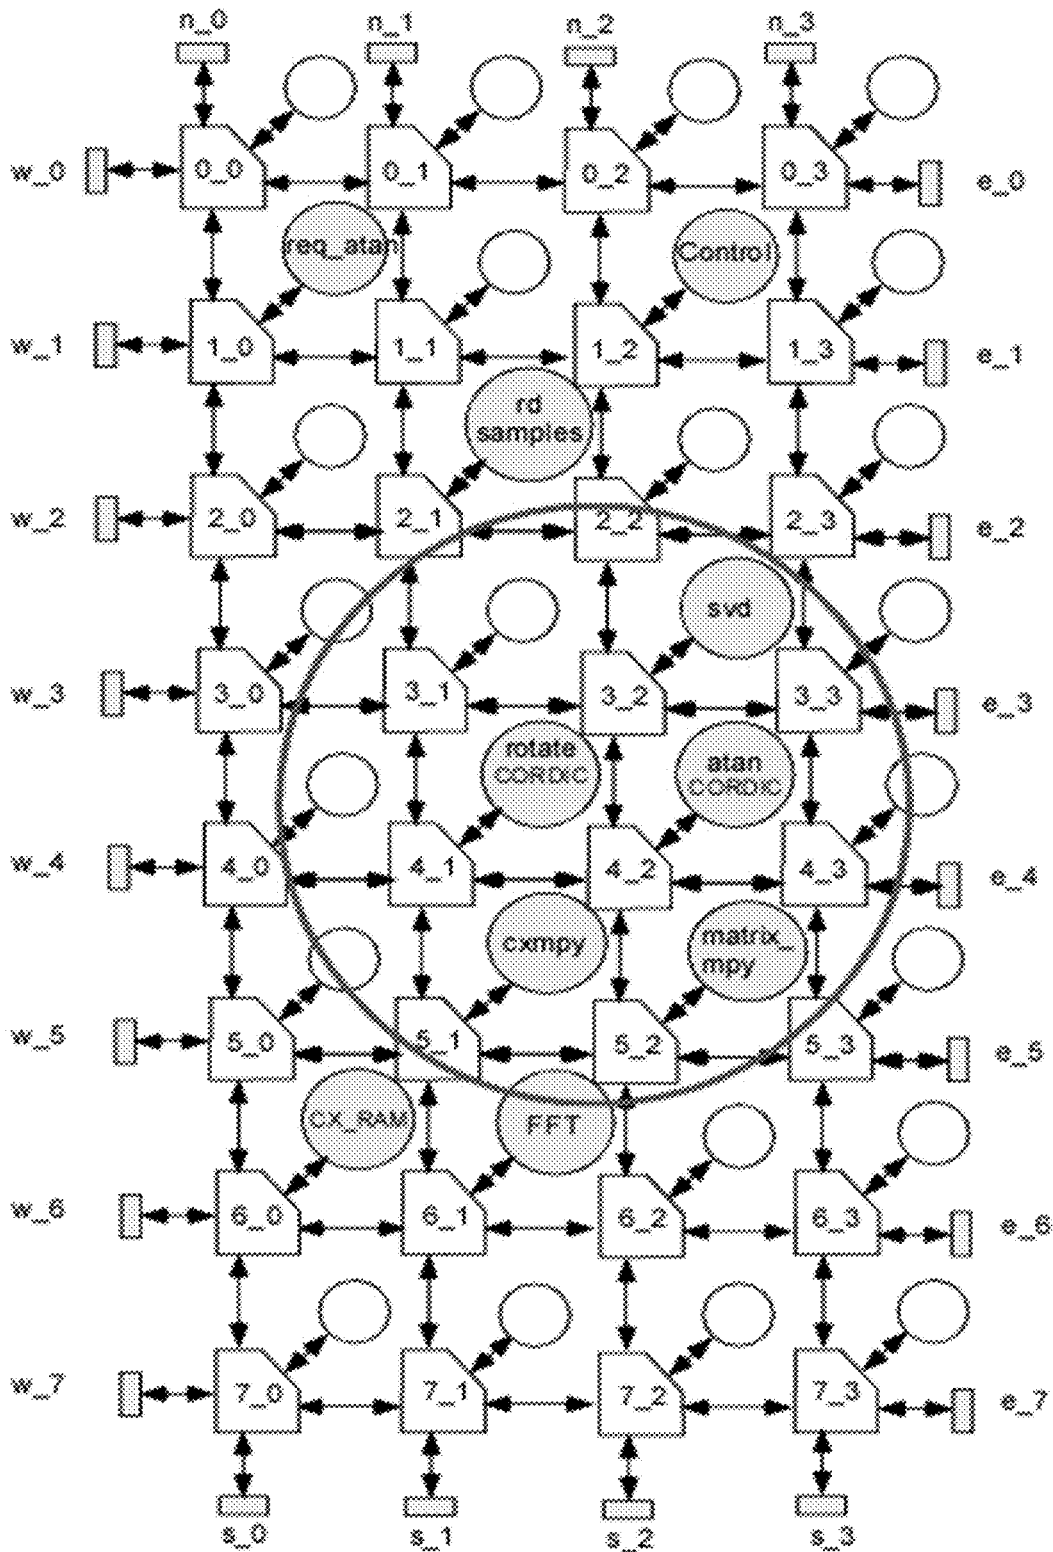 n_0 n_1 n_2 n_3
w_0 0_0 0_1 0_2 0_3 e_0
req_atan Control
w_1 1_0 1_1 1_2 1_3 e_1
rd
samples
w_2 2_0 2_1 2_2 2_3 e_2
svd
w_3 3_0 3_1 3_2 3_3 e_3
rotate atan
CORDIC CORDIC
w_4 4_0 4_1 4_2 4_3 e_4
cxmpy matrix_
mpy
w_5 5_0 5_1 5_2 5_3 e_5
CX_RAM FFT
w_6 6_0 6_1 6_2 6_3 e_6
w_7 7_0 7_1 7_2 7_3 e_7
s_0 s_1 s_2 s_3